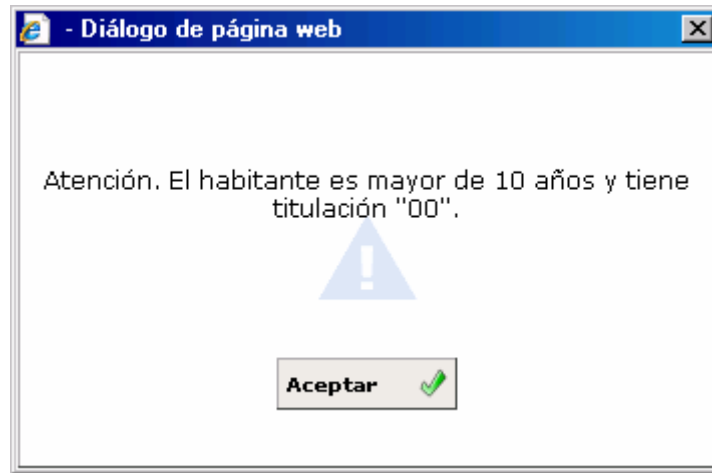 - Diálogo de página web
Atención. El habitante es mayor de 10 años y tiene
titulación "00".
Aceptar